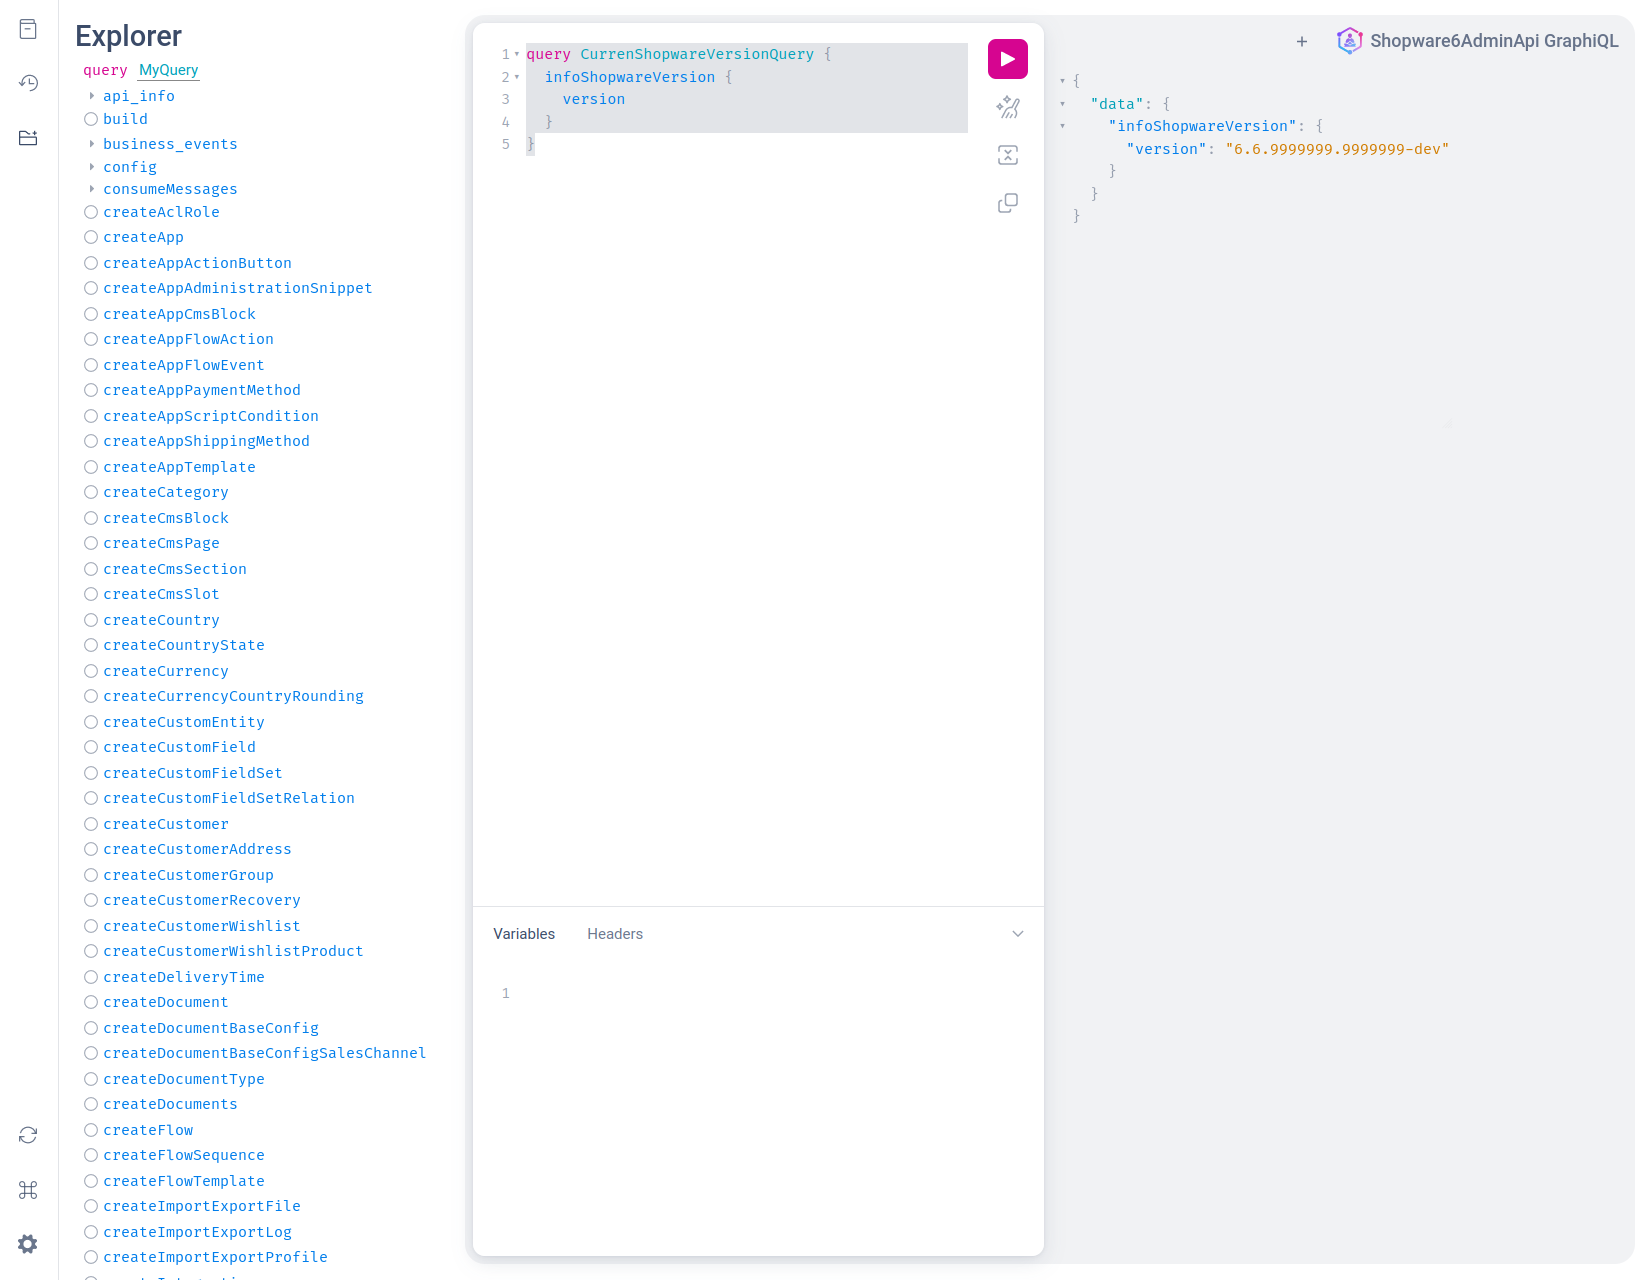 Explorer
query MyQuery
api_info
build
business_events
config
consumeMessages
createAclRole
createApp
createAppActionButton
createAppAdministrationSnippet
createAppCmsBlock
createAppFlowAction
createAppFlowEvent
createAppPaymentMethod
createAppScriptCondition
createAppShippingMethod
createAppTemplate
createCategory
createCmsBlock
createCmsPage
createCmsSection
createCmsSlot
createCountry
createCountryState
createCurrency
createCurrencyCountryRounding
createCustomEntity
createCustomField
createCustomFieldSet
createCustomFieldSetRelation
createCustomer
createCustomerAddress
createCustomerGroup
createCustomerRecovery
createCustomerWishlist
createCustomerWishlistProduct
createDeliveryTime
createDocument
createDocumentBaseConfig
createDocumentBaseConfigSalesChannel
createDocumentType
createDocuments
createFlow
createFlowSequence
createFlowTemplate
createImportExportFile
createImportExportLog
createImportExportProfile
1 query CurrenShopwareVersionQuery {
2 infoShopwareVersion {
3 version
4 }
5 }
Variables Headers
1
+ Shopware6AdminApi GraphiQL
{
"data": {
"infoShopwareVersion": {
"version": "6.6.9999999.9999999-dev"
}
}
}